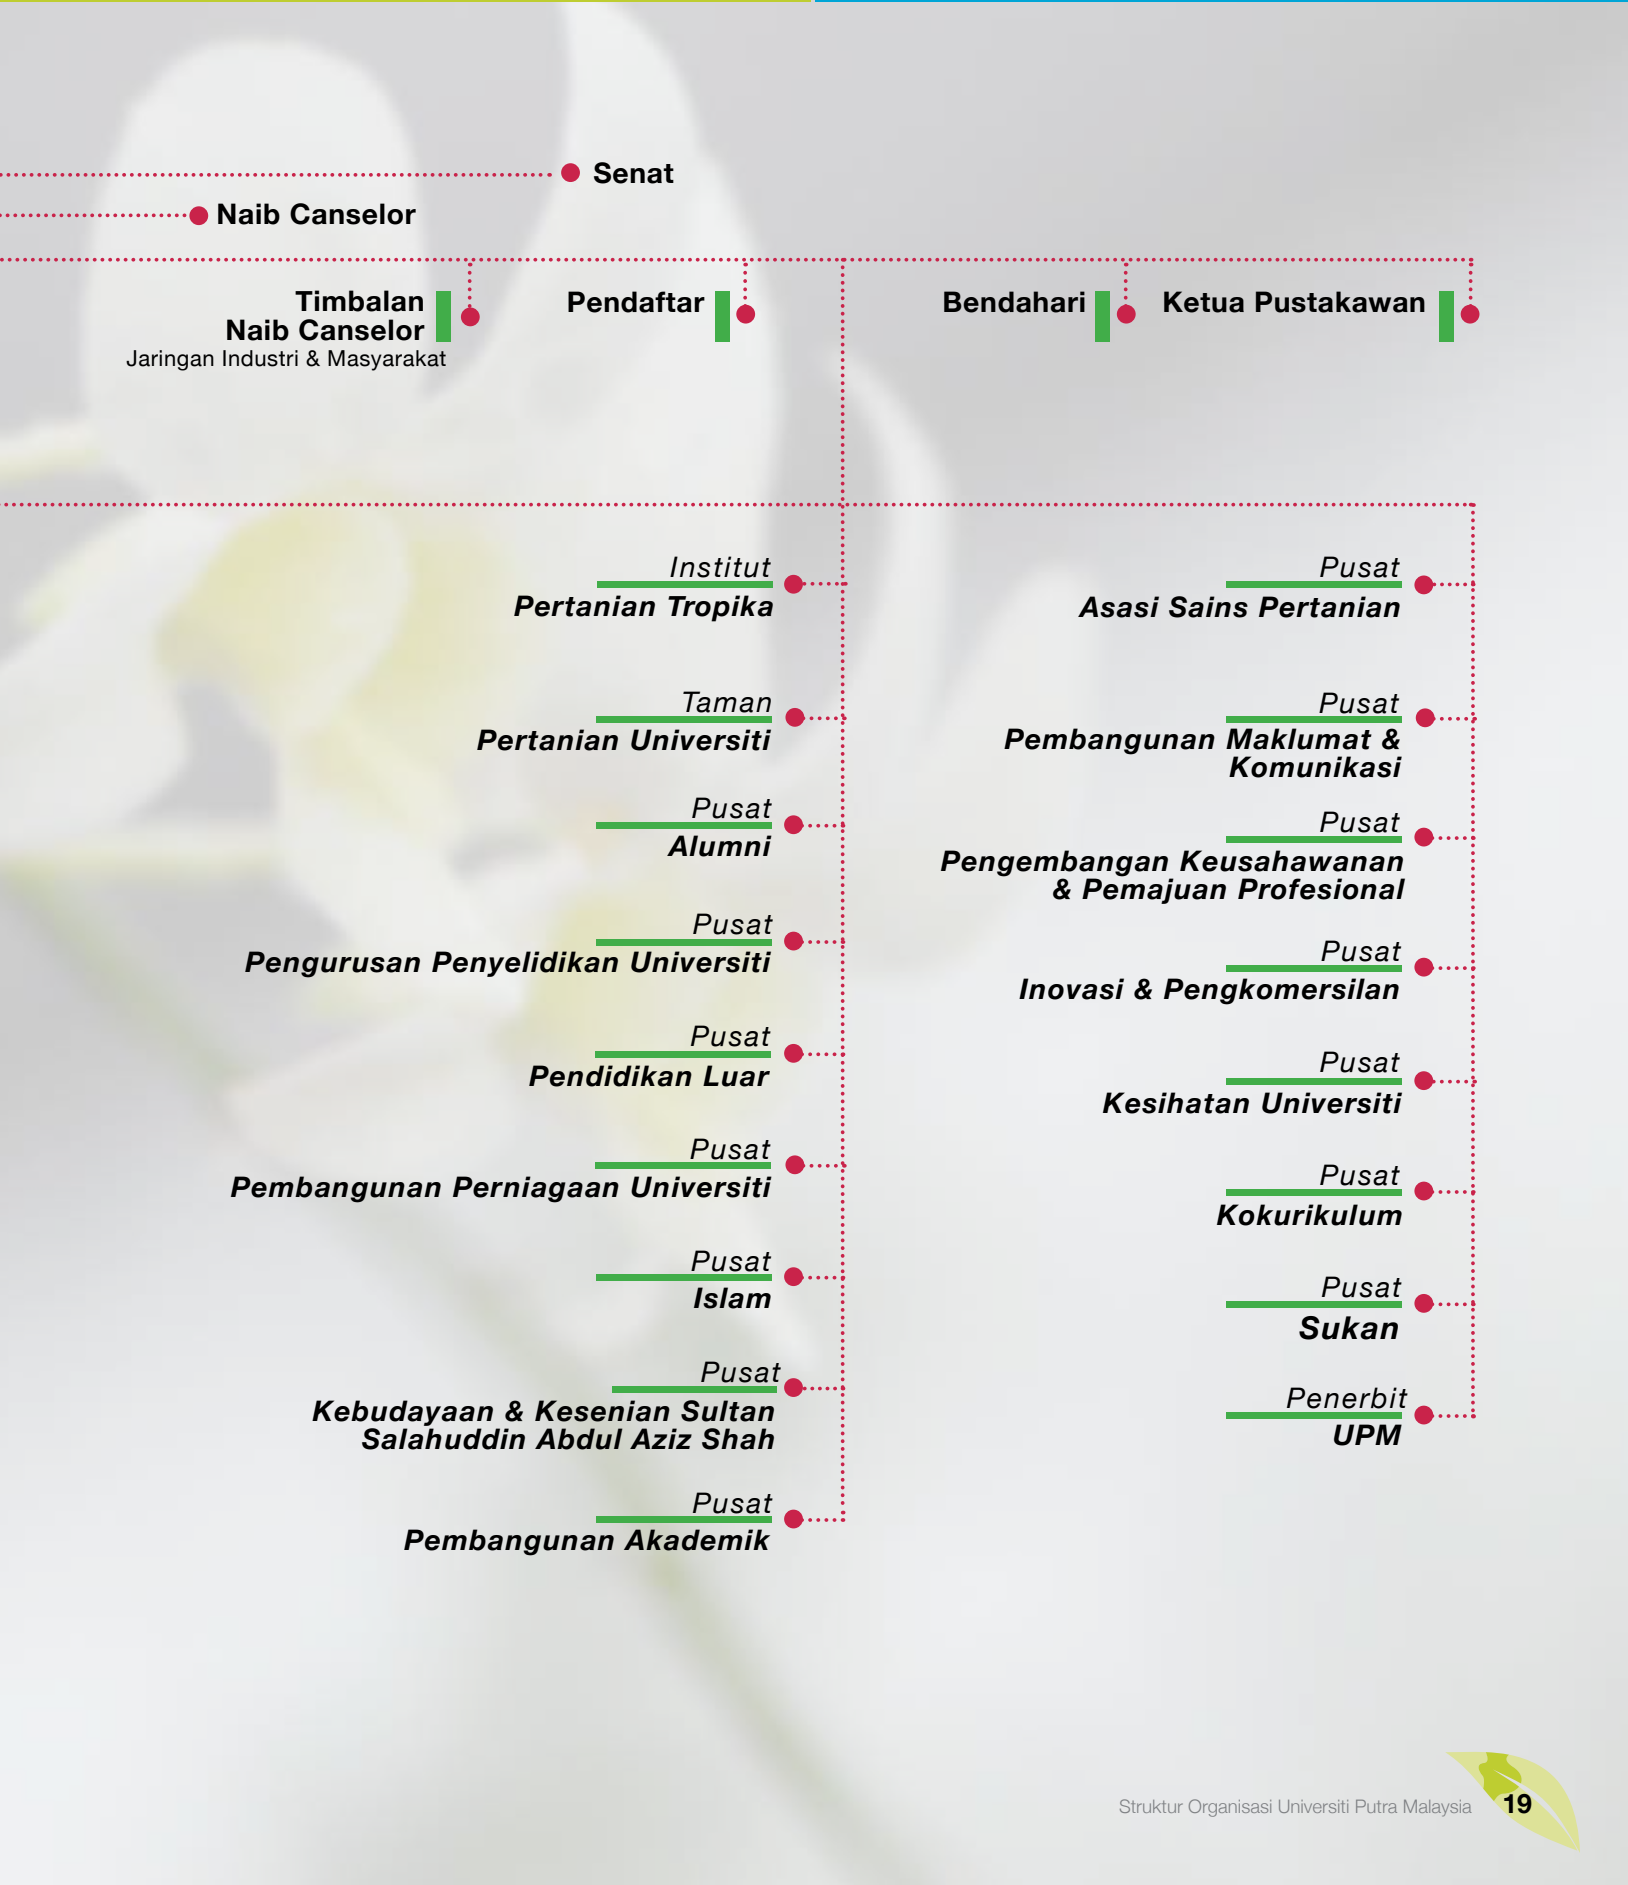 Senat
Naib Canselor
Timbalan
Naib Canselor
Jaringan Industri & Masyarakat
Pendaftar
Bendahari
Ketua Pustakawan
Institut
Pertanian Tropika
Taman
Pertanian Universiti
Pusat
Alumni
Pusat
Pengurusan Penyelidikan Universiti
Pusat
Pendidikan Luar
Pusat
Pembangunan Perniagaan Universiti
Pusat
Islam
Pusat
Kebudayaan & Kesenian Sultan
Salahuddin Abdul Aziz Shah
Pusat
Pembangunan Akademik
Pusat
Asasi Sains Pertanian
Pusat
Pembangunan Maklumat &
Komunikasi
Pusat
Pengembangan Keusahawanan
& Pemajuan Profesional
Pusat
Inovasi & Pengkomersilan
Pusat
Kesihatan Universiti
Pusat
Kokurikulum
Pusat
Sukan
Penerbit
UPM
Struktur Organisasi Universiti Putra Malaysia 19